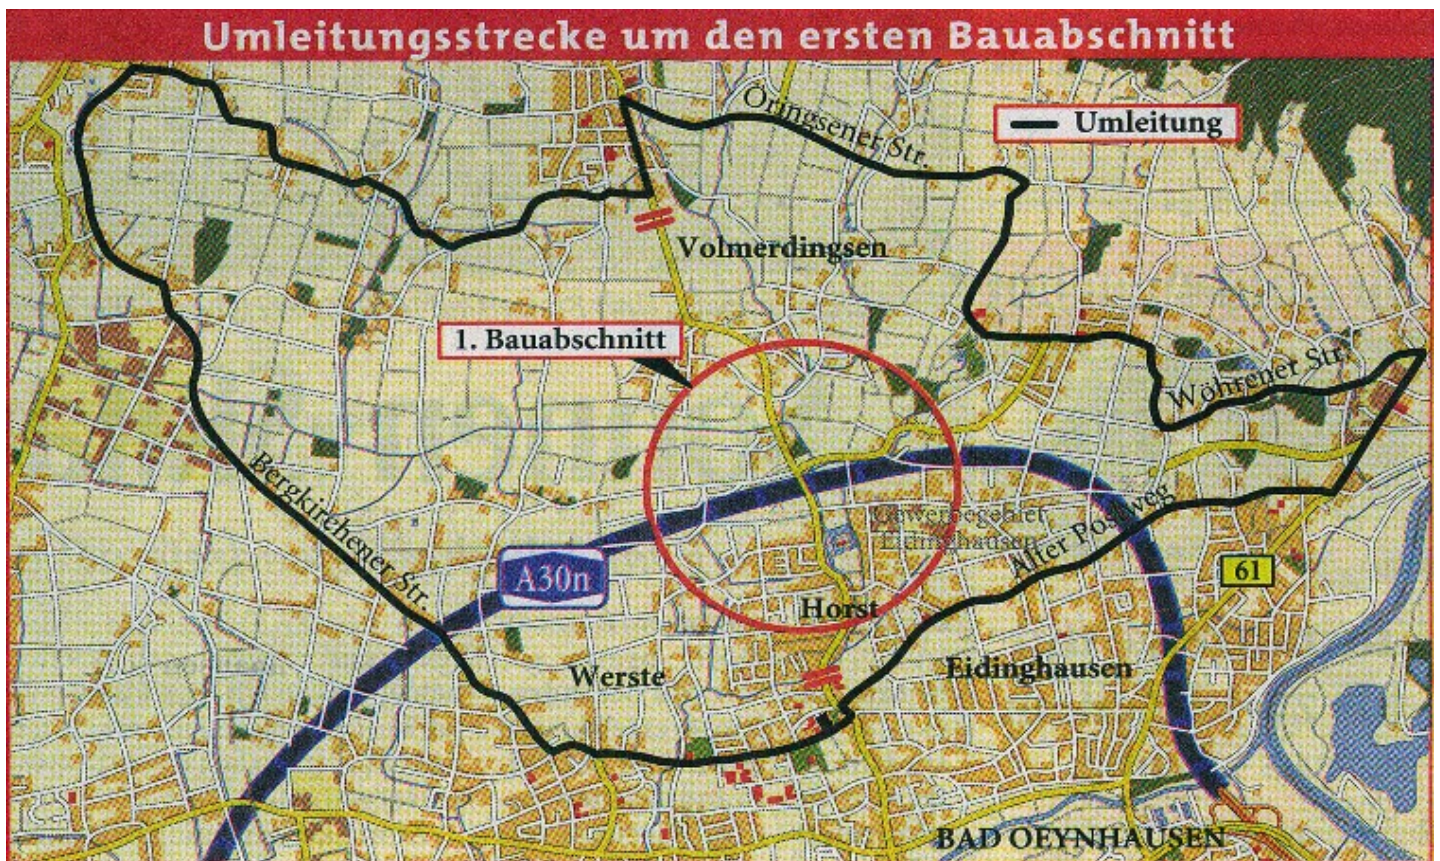 Umleitungsstrecke um den ersten Bauabschnitt
Öringsener Str.
Umleitung
Volmerdingsen
1. Bauabschnitt
Wöhrener Str.
Bergkirchener Str.
Gewerbegebiet
Eidinghausen
Alter Postweg
A30n
61
Horst
Werste
Eidinghausen
BAD OEYNHAUSEN